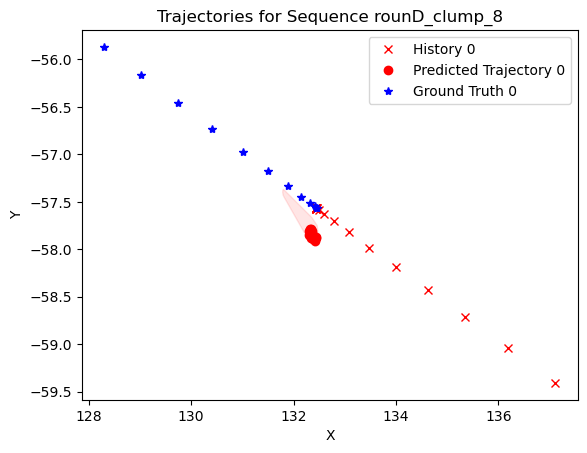 Trajectories for Sequence rounD_clump_8
History 0
Predicted Trajectory 0
Ground Truth 0
Y
−56.0
−56.5
−57.0
−57.5
−58.0
−58.5
−59.0
−59.5
128
130
132
134
136
X